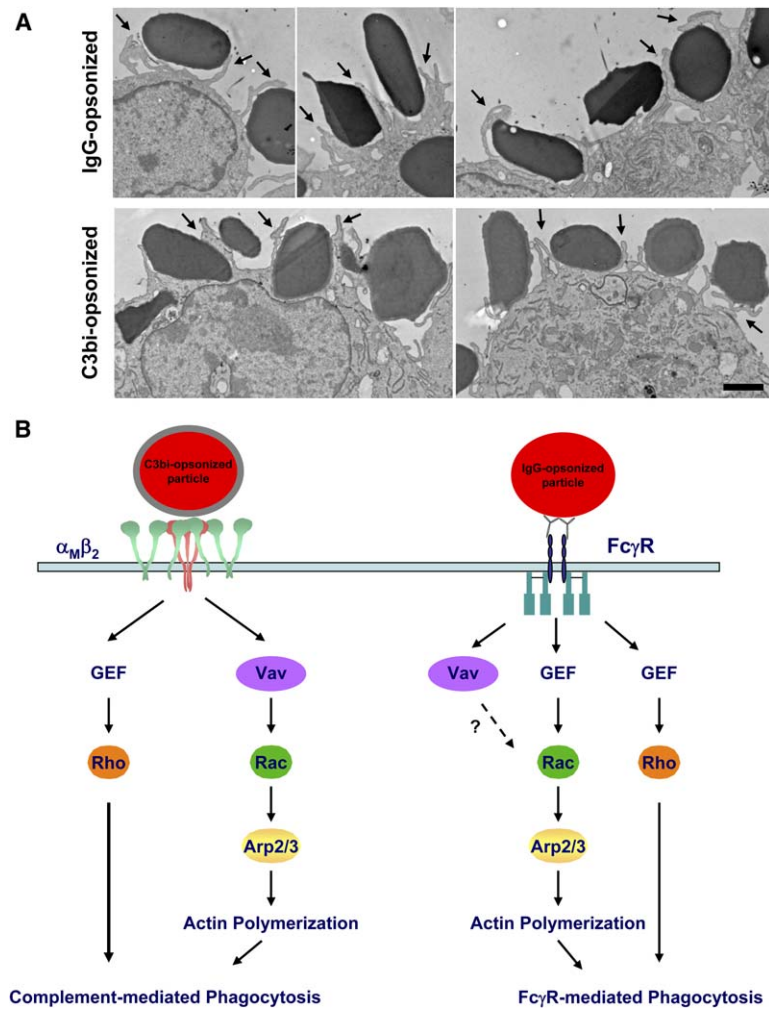 A
IgG-opsonized
C3bi-opsonized
B
C3bi-opsonized
particle
IgG-opsonized
particle
αMβ2
FcγR
GEF
Vav
Vav
GEF
GEF
?
Rho
Rac
Rac
Rho
Arp2/3
Arp2/3
Actin Polymerization
Actin Polymerization
Complement-mediated Phagocytosis
FcγR-mediated Phagocytosis